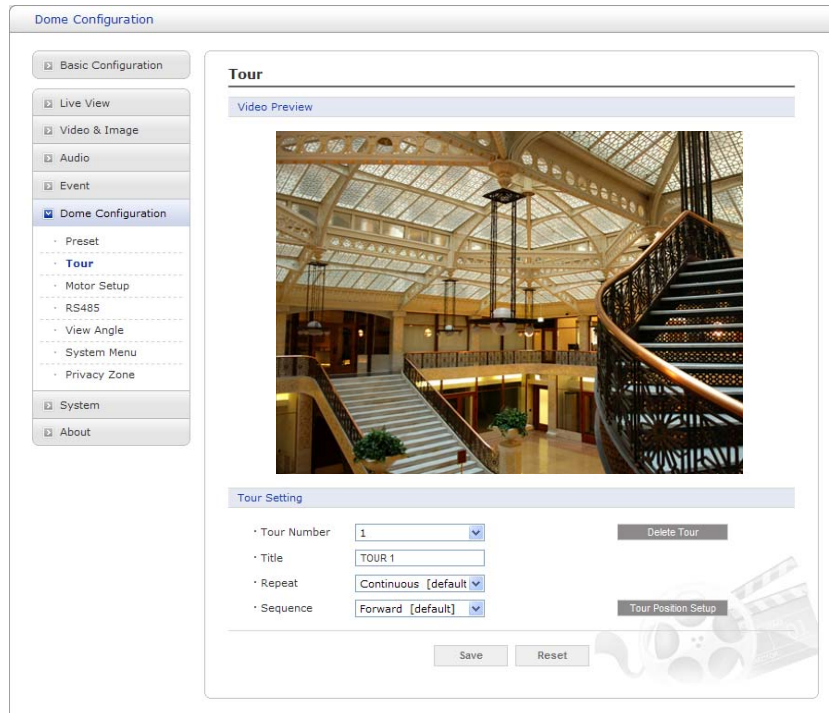 Dome Configuration
Basic Configuration
Live View
Video & Image
Audio
Event
Dome Configuration
Preset
Tour
Motor Setup
RS485
View Angle
System Menu
Privacy Zone
System
About
Tour
Video Preview
Tour Setting
Tour Number 1 Delete Tour
Title TOUR 1
Repeat Continuous [default
Sequence Forward [default] Tour Position Setup
Save Reset